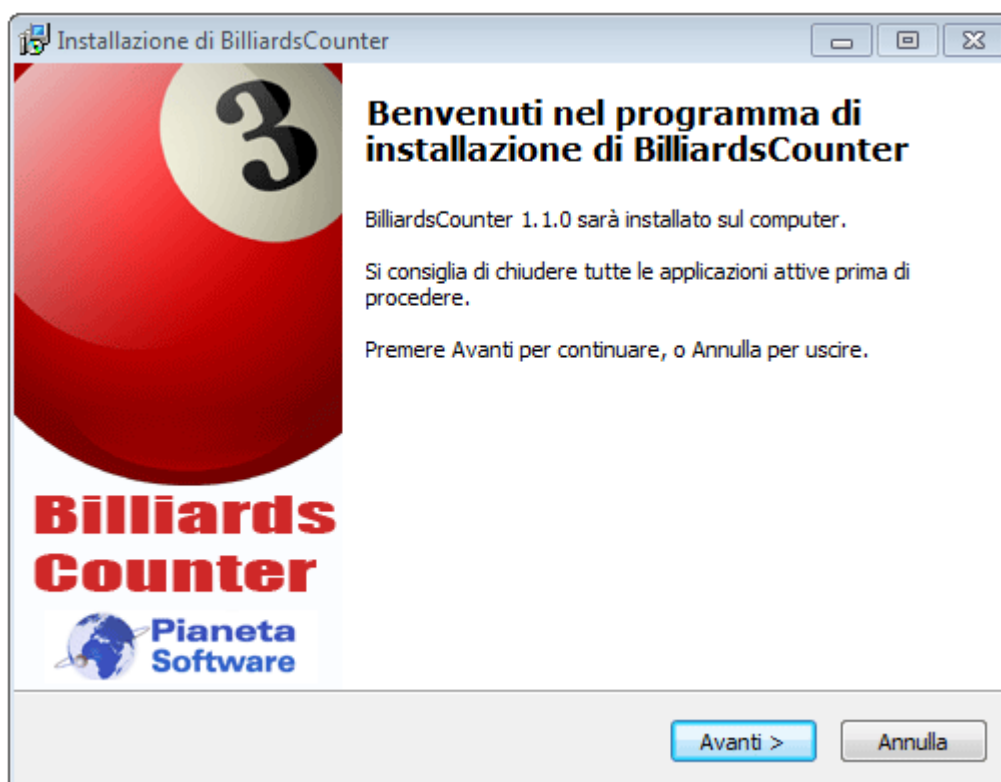 Installazione di BilliardsCounter
3
Benvenuti nel programma di
installazione di BilliardsCounter
BilliardsCounter 1.1.0 sarà installato sul computer.
Si consiglia di chiudere tutte le applicazioni attive prima di
procedere.
Premere Avanti per continuare, o Annulla per uscire.
Billiards
Counter
Pianeta
Software
Avanti >
Annulla